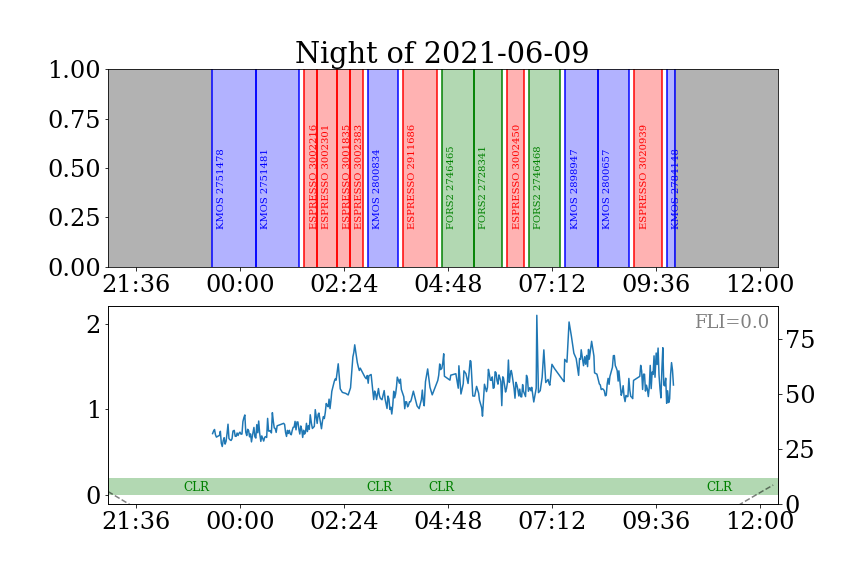 Night of 2021-06-09
1.00
0.75
0.50
0.25
0.00
KMOS 2751478
KMOS 2751481
ESPRESSO 3002216
ESPRESSO 3002301
ESPRESSO 3001835
ESPRESSO 3002383
KMOS 2800834
ESPRESSO 2911686
FORS2 2746465
FORS2 2728341
ESPRESSO 3002450
FORS2 2746468
KMOS 2898947
KMOS 2800657
ESPRESSO 3020939
KMOS 2784148
21:36 00:00 02:24 04:48 07:12 09:36 12:00
FLI=0.0
2
1
0
75
50
25
0
CLR CLR CLR CLR
21:36 00:00 02:24 04:48 07:12 09:36 12:00